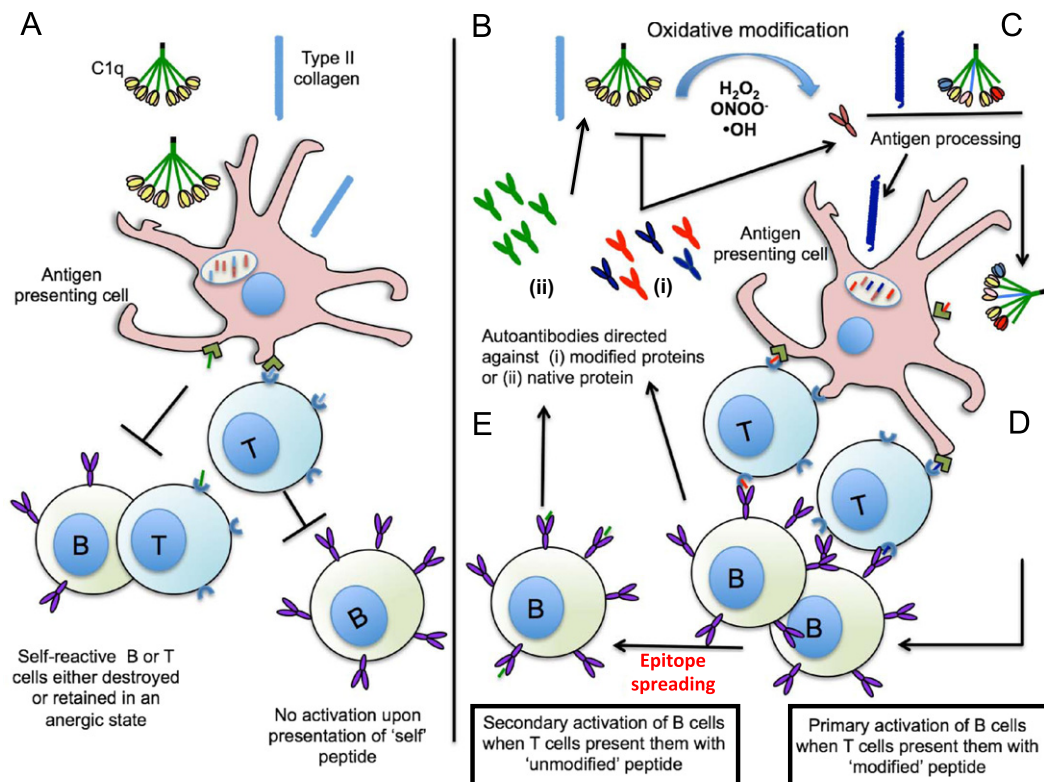 A
C1q
Type II
collagen
Antigen
presenting cell
T
B
T
B
Self-reactive B or T
cells either destroyed
or retained in an
anergic state
No activation upon
presentation of ‘self’
peptide
B
Oxidative modification
H₂O₂
ONOO⁻
•OH
C
Antigen processing
(ii)
(i)
Antigen
presenting cell
Autoantibodies directed
against (i) modified proteins
or (ii) native protein
E
D
T
T
B
B
B
Epitope
spreading
Secondary activation of B cells
when T cells present them with
‘unmodified’ peptide
Primary activation of B cells
when T cells present them with
‘modified’ peptide